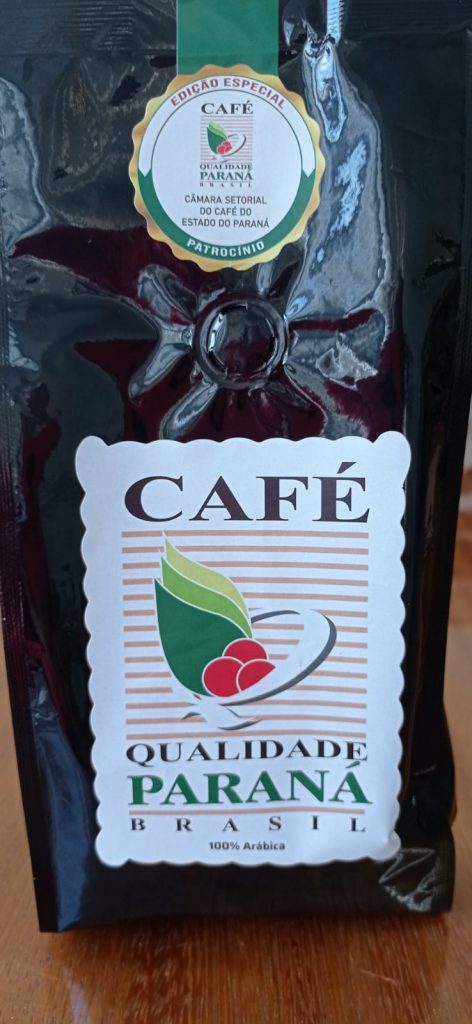 EDIÇÃO ESPECIAL
CAFÉ
QUALIDADE
PARANÁ
BRASIL
CÂMARA SETORIAL
DO CAFÉ DO
ESTADO DO PARANÁ
PATROCÍNIO
CAFÉ
QUALIDADE
PARANÁ
BRASIL
100% Arábica